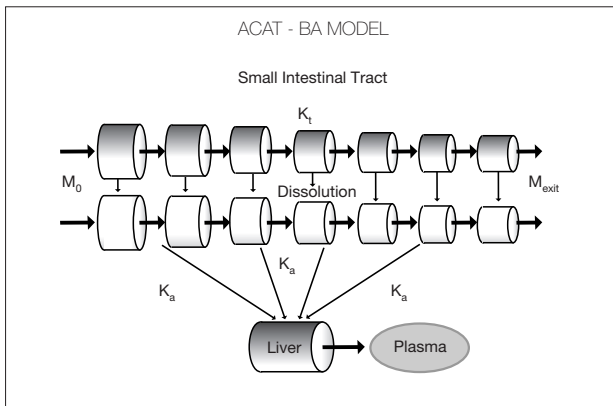 ACAT - BA MODEL
Small Intestinal Tract
Kt
M0
Dissolution
Mexit
Ka
Ka
Ka
Liver
Plasma